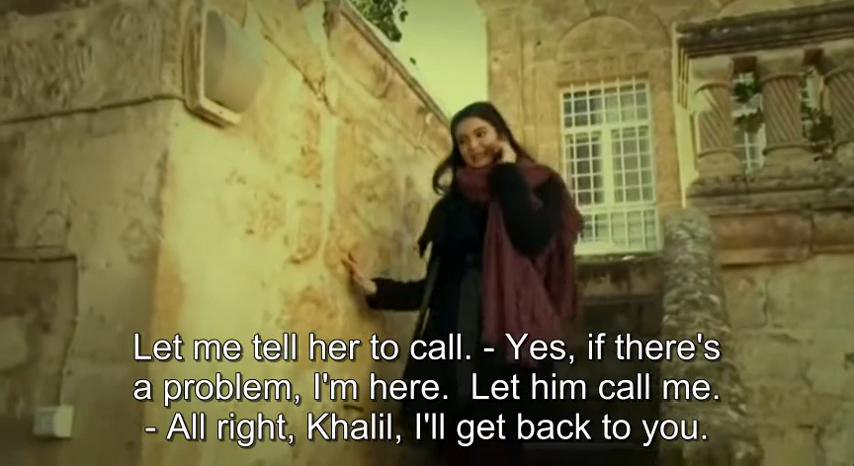 Let me tell her to call. - Yes, if there's
a problem, I'm here.  Let him call me.
- All right, Khalil, I'll get back to you.